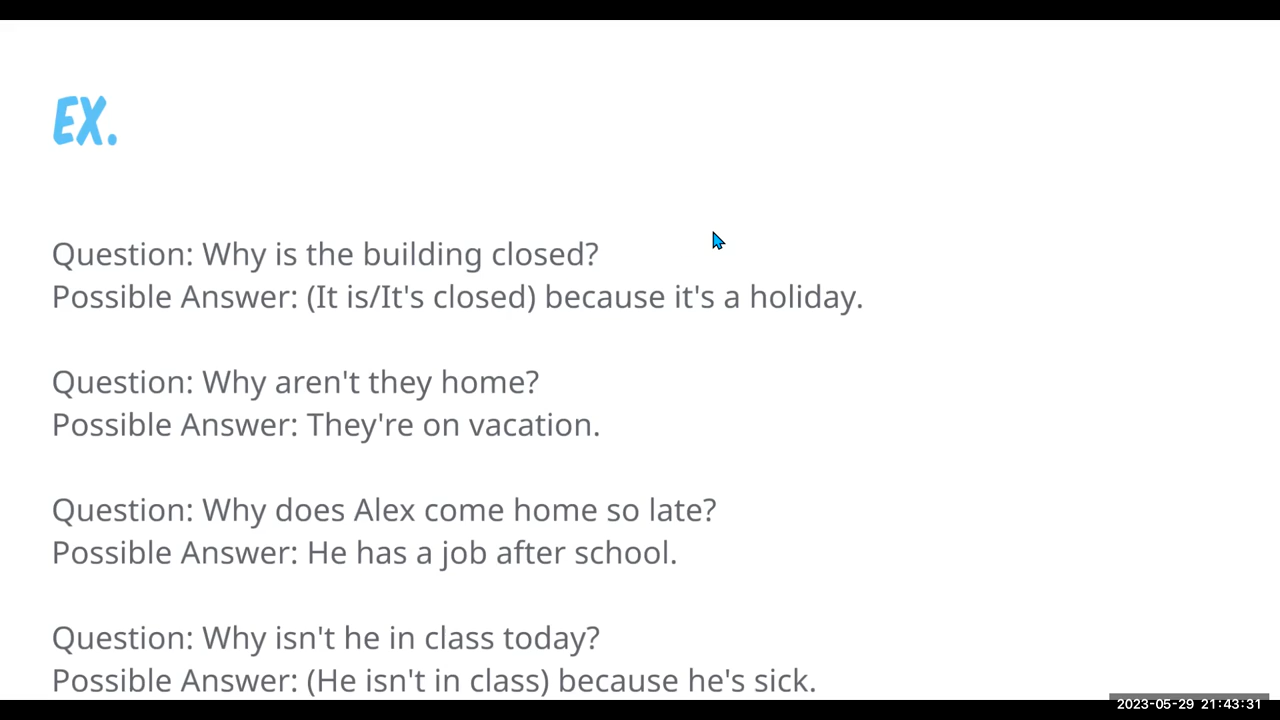 EX.
Question: Why is the building closed?
Possible Answer: (It is/It's closed) because it's a holiday.
Question: Why aren't they home?
Possible Answer: They're on vacation.
Question: Why does Alex come home so late?
Possible Answer: He has a job after school.
Question: Why isn't he in class today?
Possible Answer: (He isn't in class) because he's sick.
2023-05-29 21:43:31